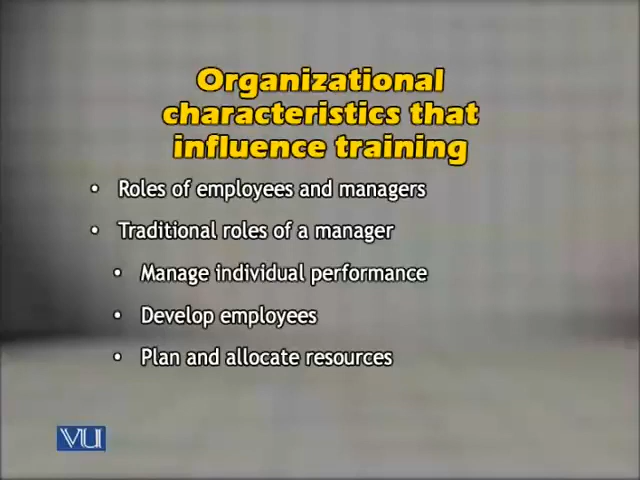 Organizational
characteristics that
influence training
• Roles of employees and managers
• Traditional roles of a manager
• Manage individual performance
• Develop employees
• Plan and allocate resources
VU